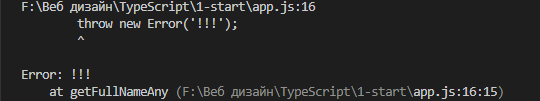 F:\Веб дизайн\TypeScript\1-start\app.js:16
throw new Error('!!!');
^
Error: !!!
at getFullNameAny (F:\Веб дизайн\TypeScript\1-start\app.js:16:15)